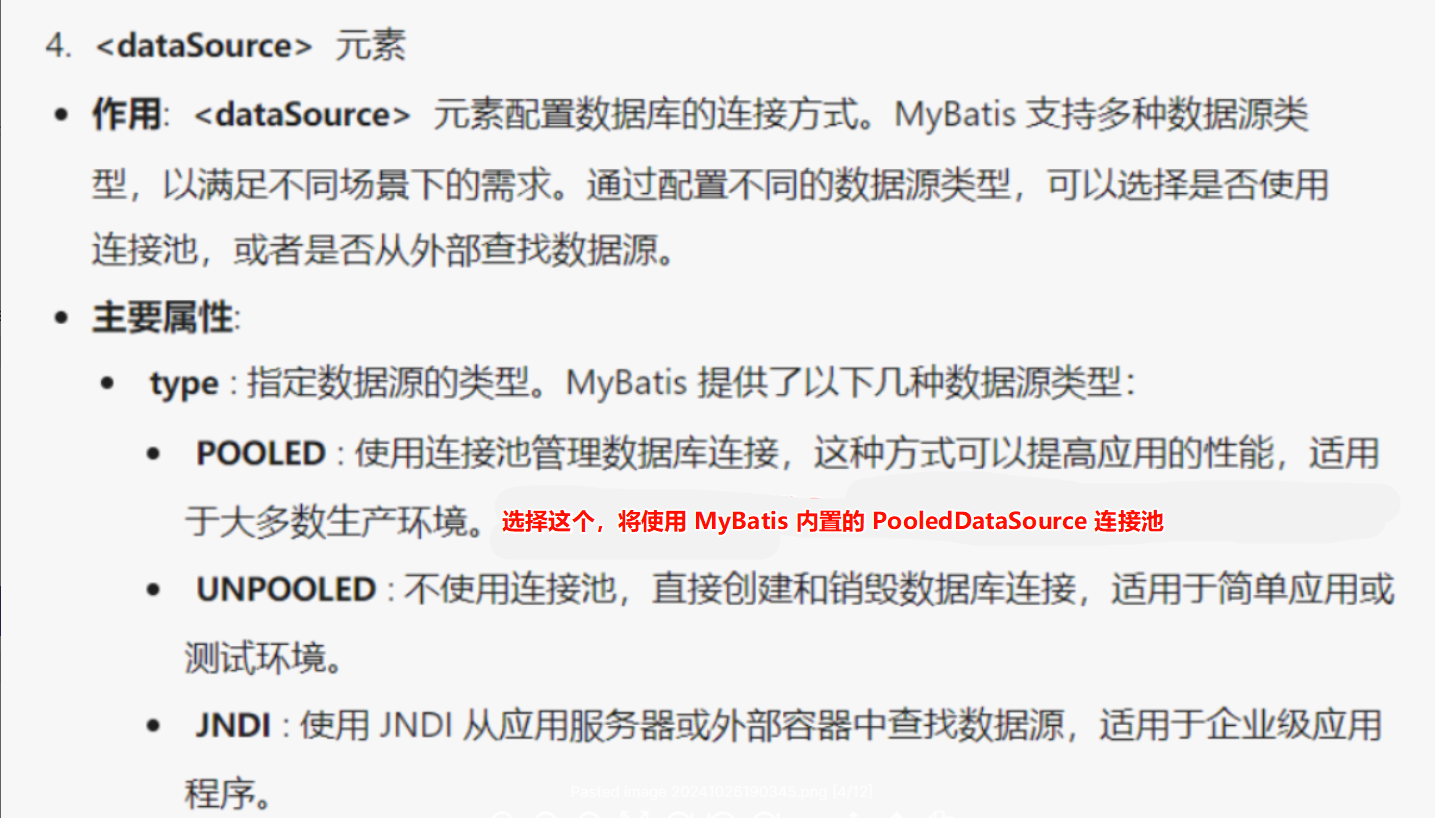 4. <dataSource> 元素
• 作用: <dataSource> 元素配置数据库的连接方式。MyBatis 支持多种数据源类
型，以满足不同场景下的需求。通过配置不同的数据源类型，可以选择是否使用
连接池，或者是否从外部查找数据源。
• 主要属性:
• type : 指定数据源的类型。MyBatis 提供了以下几种数据源类型：
• POOLED : 使用连接池管理数据库连接，这种方式可以提高应用的性能，适用
于大多数生产环境。 选择这个，将使用 MyBatis 内置的 PooledDataSource 连接池
• UNPOOLED : 不使用连接池，直接创建和销毁数据库连接，适用于简单应用或
测试环境。
• JNDI : 使用 JNDI 从应用服务器或外部容器中查找数据源，适用于企业级应用
程序。
Pasted image 20241026190345.png [4/12]